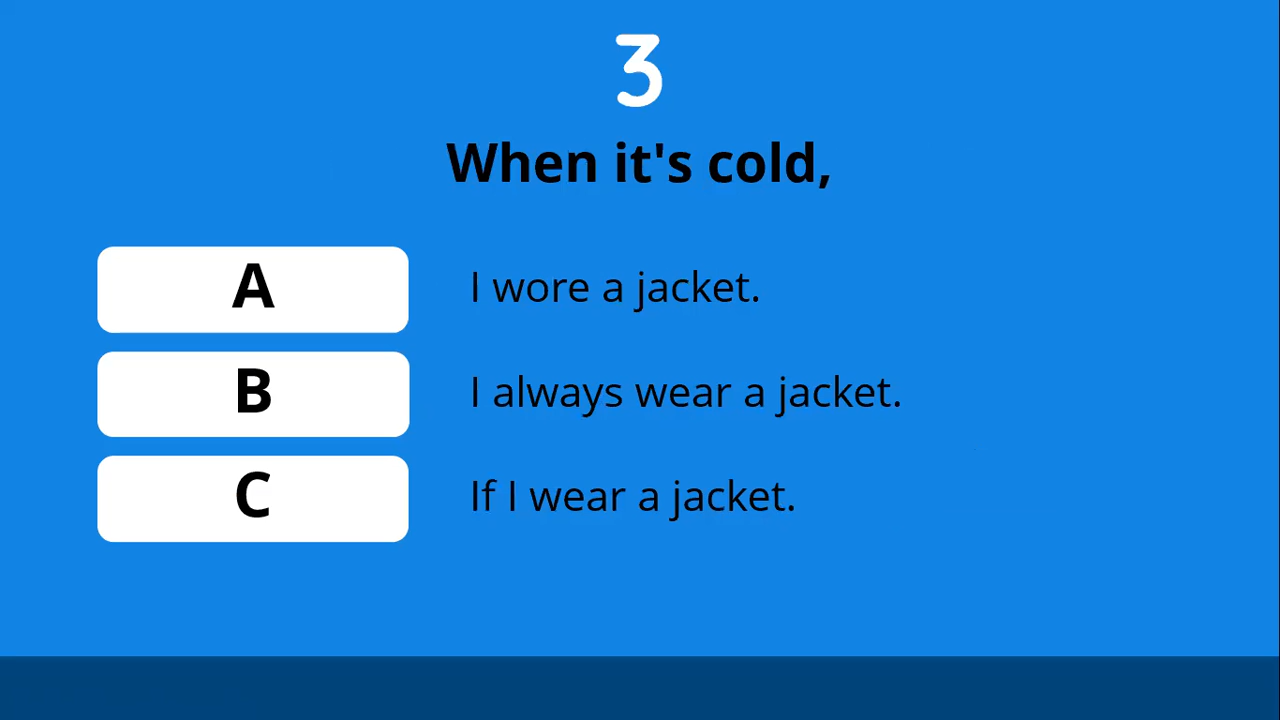 3
When it's cold,
A I wore a jacket.
B I always wear a jacket.
C If I wear a jacket.